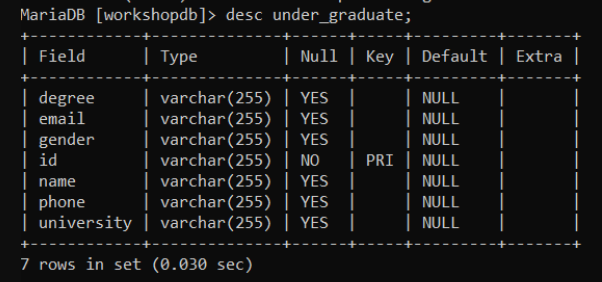 MariaDB [workshopdb]> desc under_graduate;
+------------+--------------+------+-----+---------+-------+
| Field      | Type         | Null | Key | Default | Extra |
+------------+--------------+------+-----+---------+-------+
| degree     | varchar(255) | YES  |     | NULL    |       |
| email      | varchar(255) | YES  |     | NULL    |       |
| gender     | varchar(255) | YES  |     | NULL    |       |
| id         | varchar(255) | NO   | PRI | NULL    |       |
| name       | varchar(255) | YES  |     | NULL    |       |
| phone      | varchar(255) | YES  |     | NULL    |       |
| university | varchar(255) | YES  |     | NULL    |       |
+------------+--------------+------+-----+---------+-------+
7 rows in set (0.030 sec)